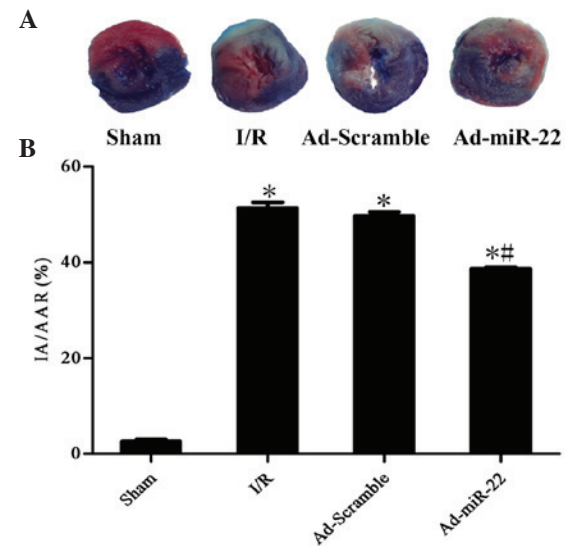 A
Sham I/R Ad-Scramble Ad-miR-22
B
60
40
20
0
IA/AAR (%)
*
*
*#
Sham
I/R
Ad-Scramble
Ad-miR-22